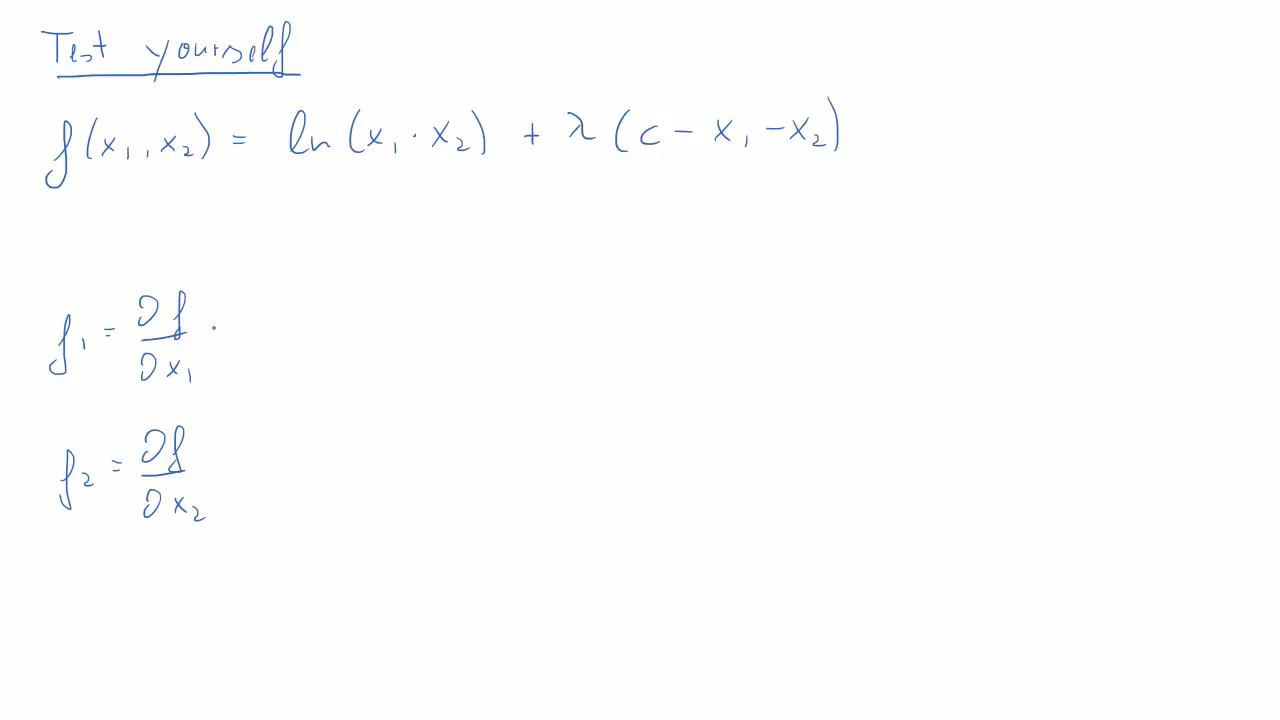 Test yourself
f(x₁, x₂) = ln(x₁ · x₂) + λ(c − x₁ − x₂)
f₁ = ∂f/∂x₁
f₂ = ∂f/∂x₂